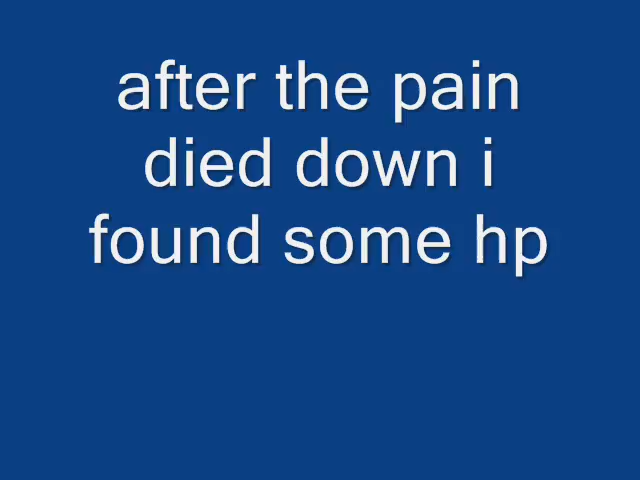 after the pain
died down i
found some hp